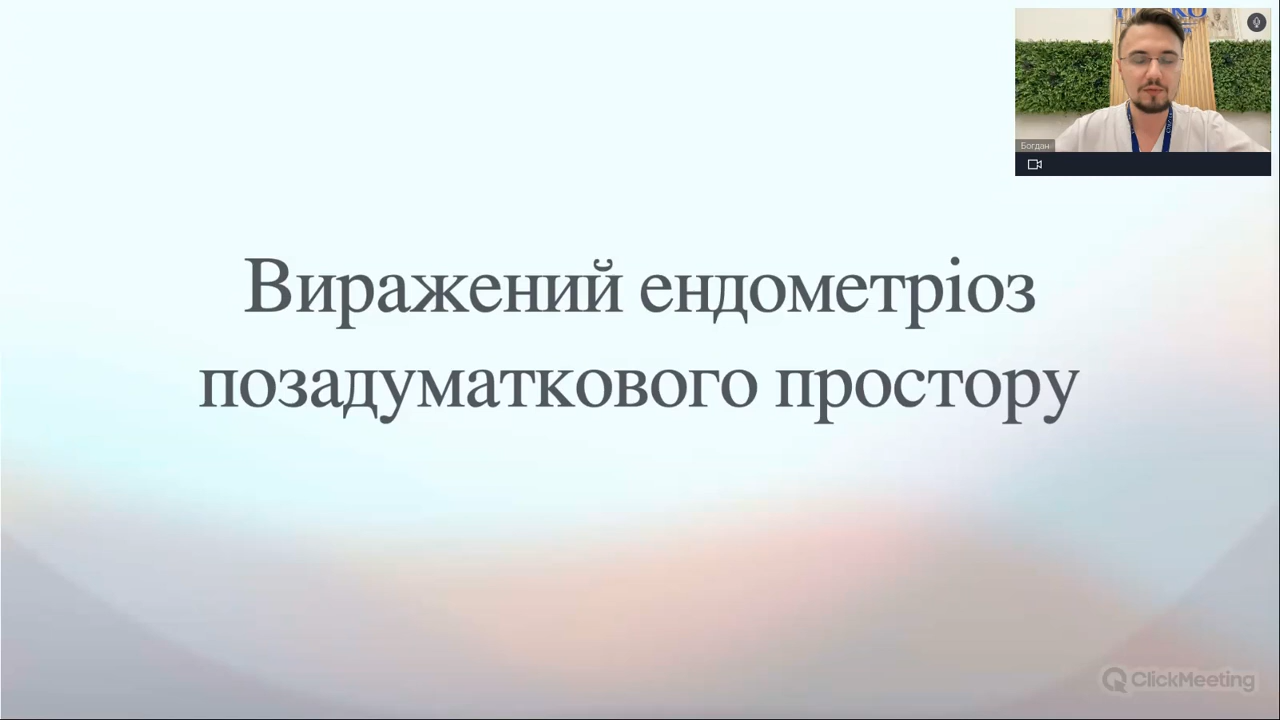 Виражений ендометріоз
позадуматкового простору
Богдан
ClickMeeting